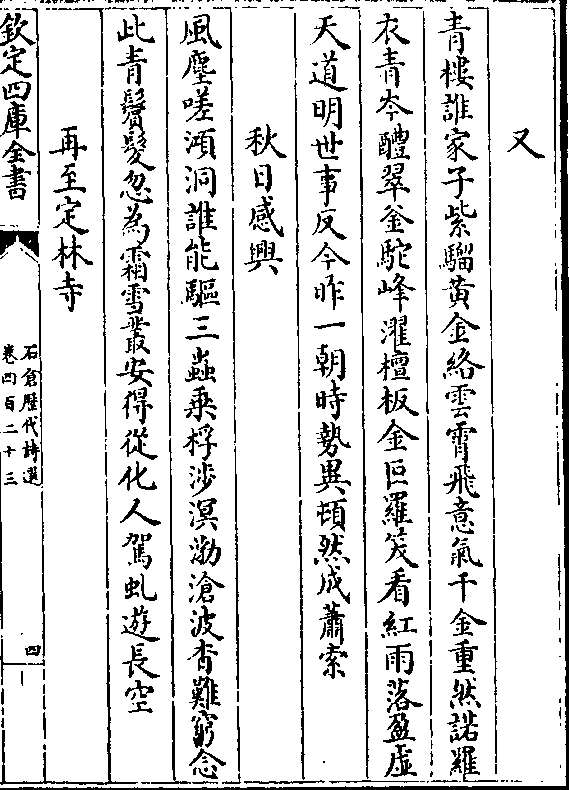 又
青樓誰家子紫騮黃金絡雲霄飛意氣千金重然諾羅
衣青岑醴翠釜駝峰濯檀板金叵羅笑看紅雨落盈虛
天道明世事反今昨一朝時勢異頓然成蕭索
秋日感興
風塵嗟澒洞誰能驅三蟲乗桴涉溟渤滄波杳難窮念
此青鬢髮忽為霜雪叢安得從化人駕虬遊長空
再至定林寺
欽定四庫全書
石倉歷代詩選
卷四百二十三
四